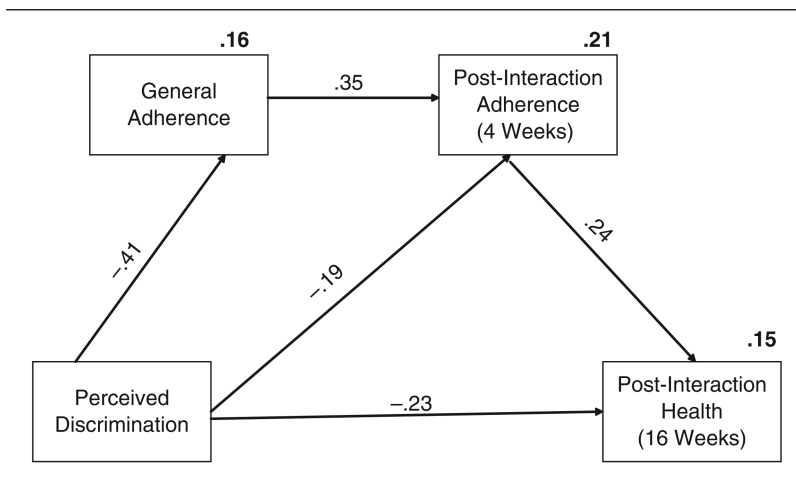 .16
General
Adherence
.35
.21
Post-Interaction
Adherence
(4 Weeks)
–.41
–.19
.24
Perceived
Discrimination
–.23
.15
Post-Interaction
Health
(16 Weeks)